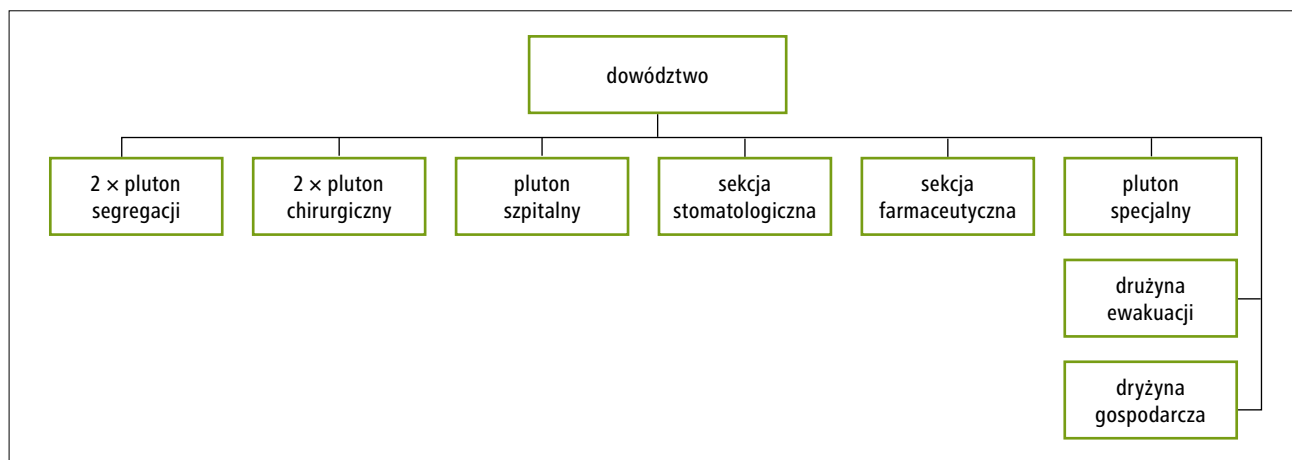 dowództwo
2 × pluton
segregacji
2 × pluton
chirurgiczny
pluton
szpitalny
sekcja
stomatologiczna
sekcja
farmaceutyczna
pluton
specjalny
drużyna
ewakuacji
dryżyna
gospodarcza